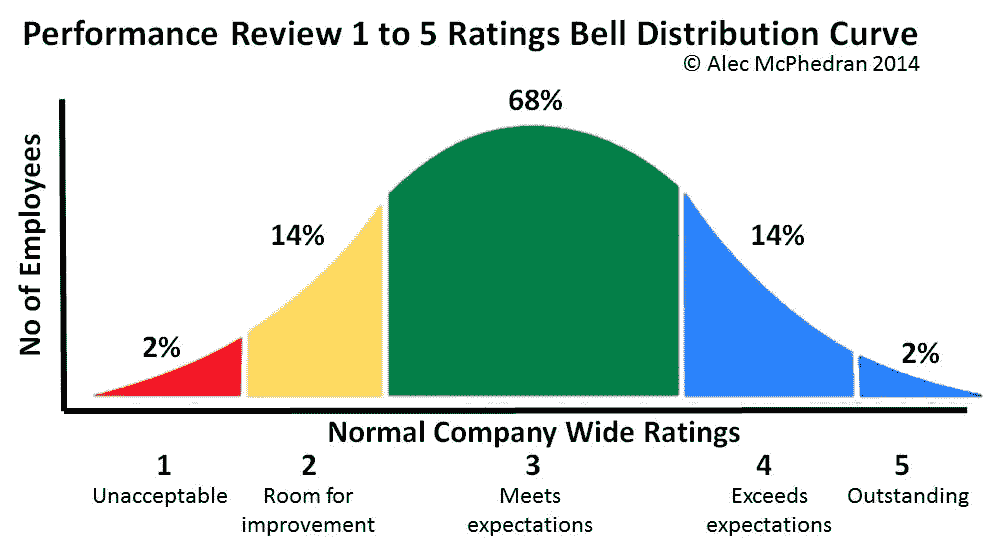 Performance Review 1 to 5 Ratings Bell Distribution Curve
© Alec McPhedran 2014
68%
14%
14%
2%
2%
No of Employees
Normal Company Wide Ratings
1 2 3 4 5
Unacceptable Room for Meets Exceeds Outstanding
improvement expectations expectations